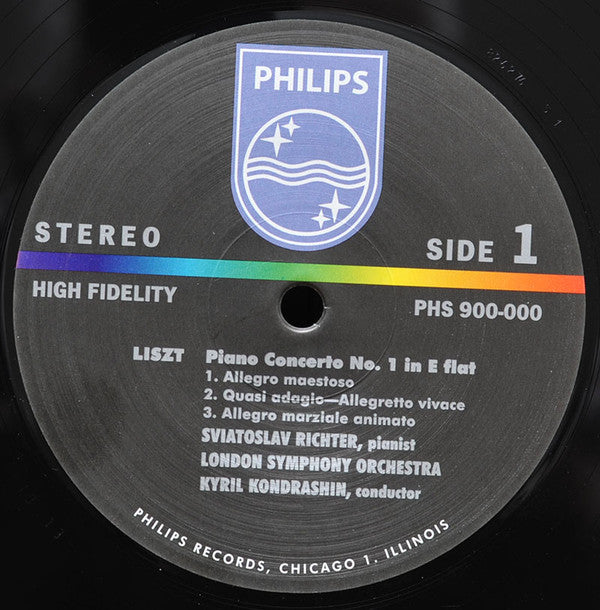 PHILIPS
STEREO
SIDE 1
HIGH FIDELITY
PHS 900-000
LISZT Piano Concerto No. 1 in E flat
1. Allegro maestoso
2. Quasi adagio—Allegretto vivace
3. Allegro marziale animato
SVIATOSLAV RICHTER, pianist
LONDON SYMPHONY ORCHESTRA
KYRIL KONDRASHIN, conductor
PHILIPS RECORDS, CHICAGO 1. ILLINOIS